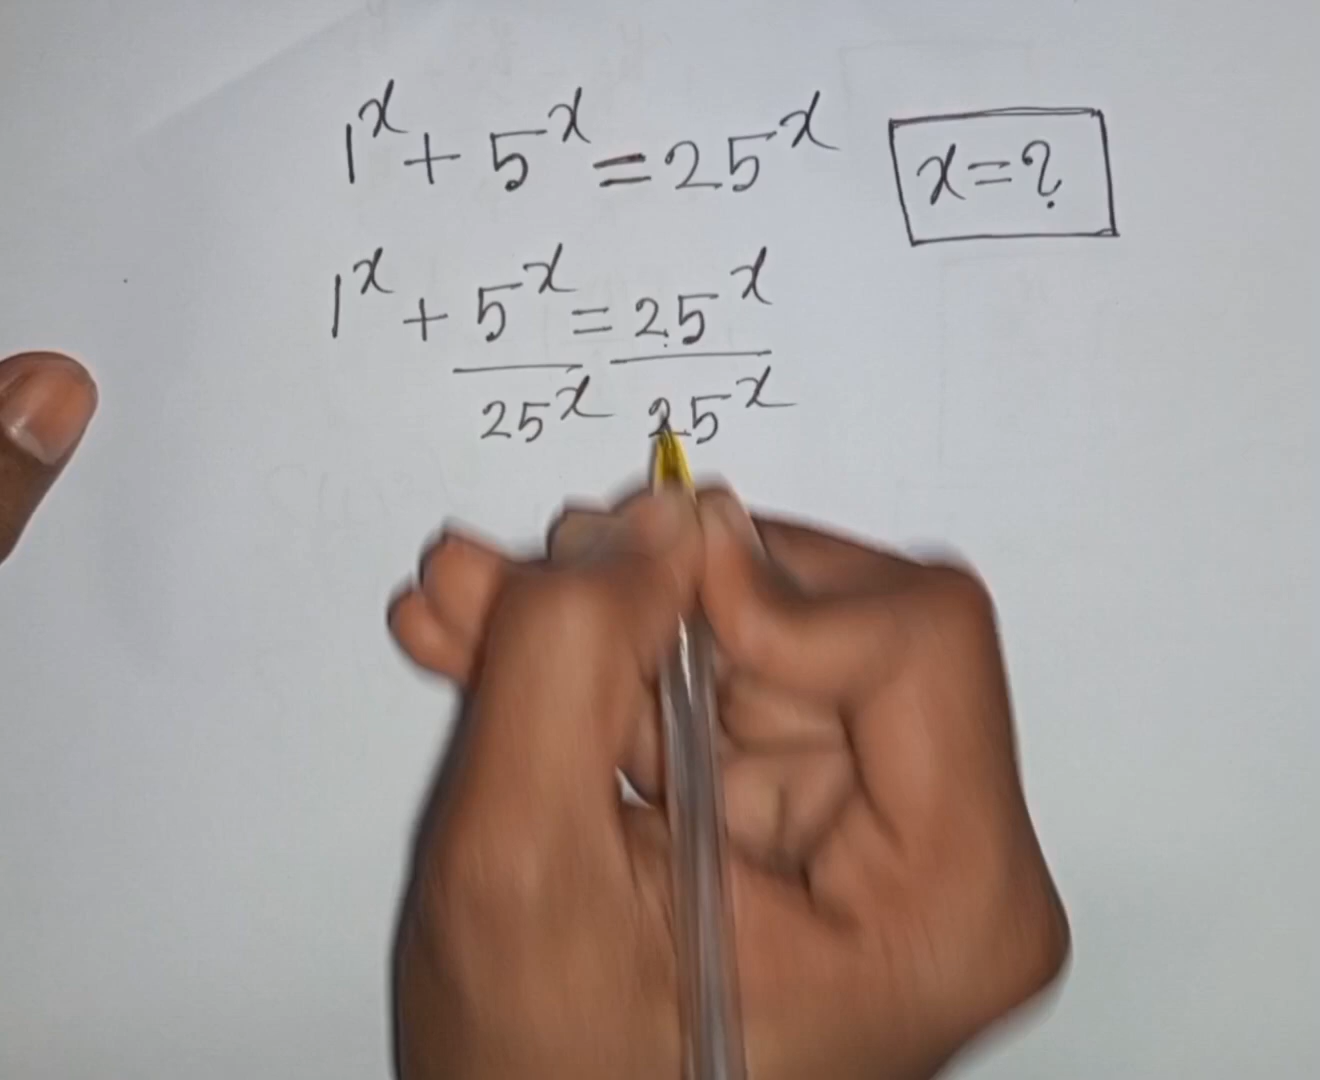 1^x + 5^x = 25^x   x = ?
1^x + 5^x/25^x = 25^x/25^x